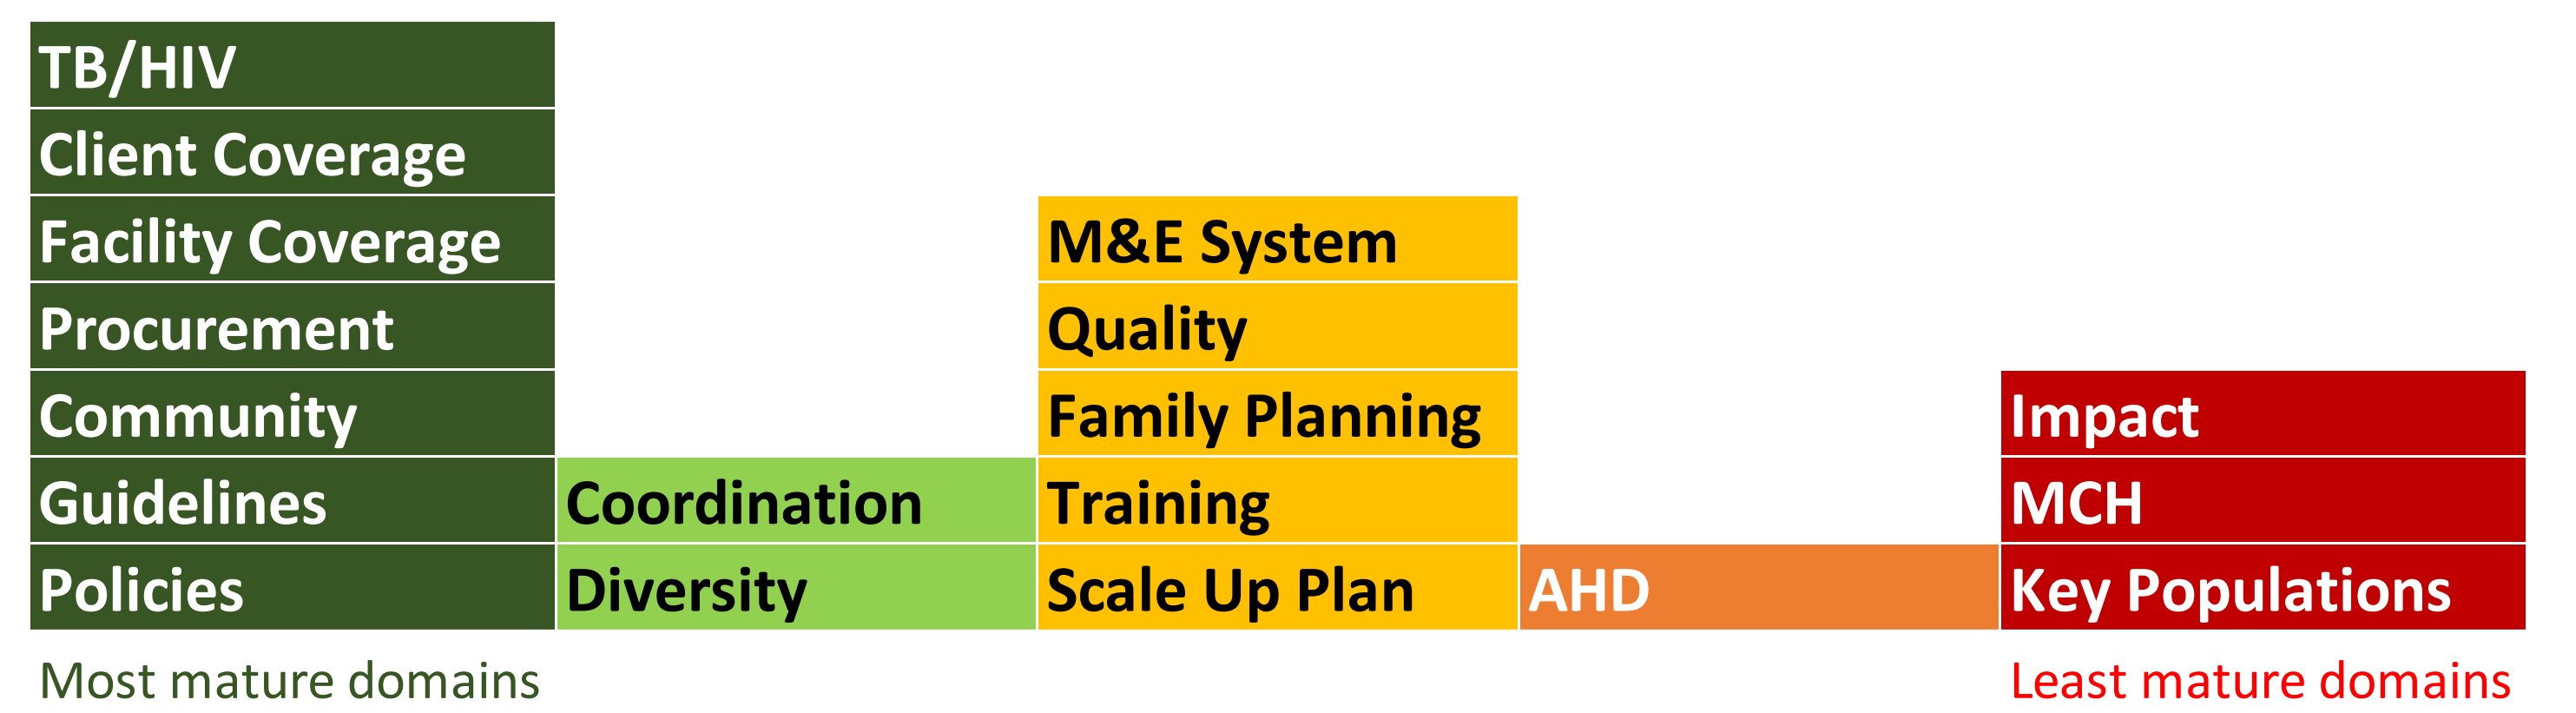 TB/HIV
Client Coverage
Facility Coverage
Procurement
Community
Guidelines
Policies
Coordination
Diversity
M&E System
Quality
Family Planning
Training
Scale Up Plan
AHD
Impact
MCH
Key Populations
Most mature domains
Least mature domains